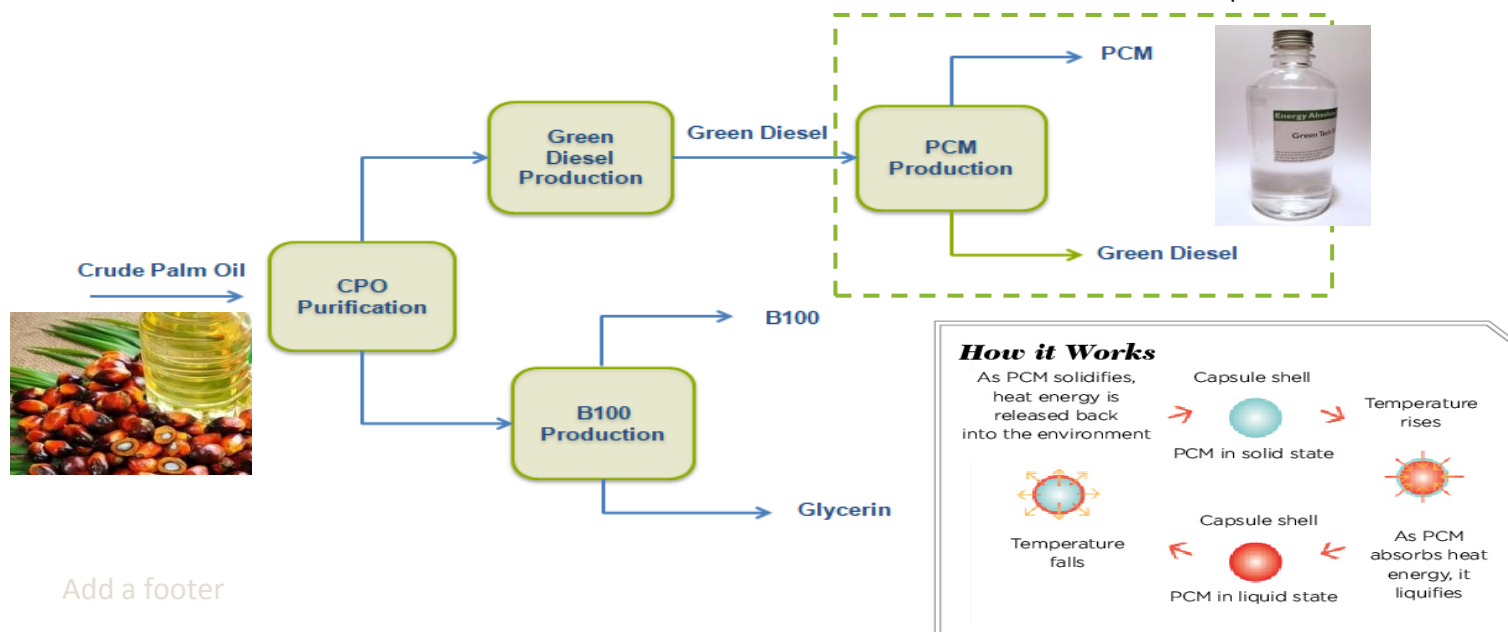 PCM
Green
Diesel
Production
Green Diesel
PCM
Production
Energy Absolute
Green
Green Diesel
Crude Palm Oil
CPO
Purification
B100
B100
Production
Glycerin
How it Works
As PCM solidifies,
heat energy is
released back
into the environment
Capsule shell
PCM in solid state
Temperature
rises
Temperature
falls
Capsule shell
PCM in liquid state
As PCM
absorbs heat
energy, it
liquifies
Add a footer